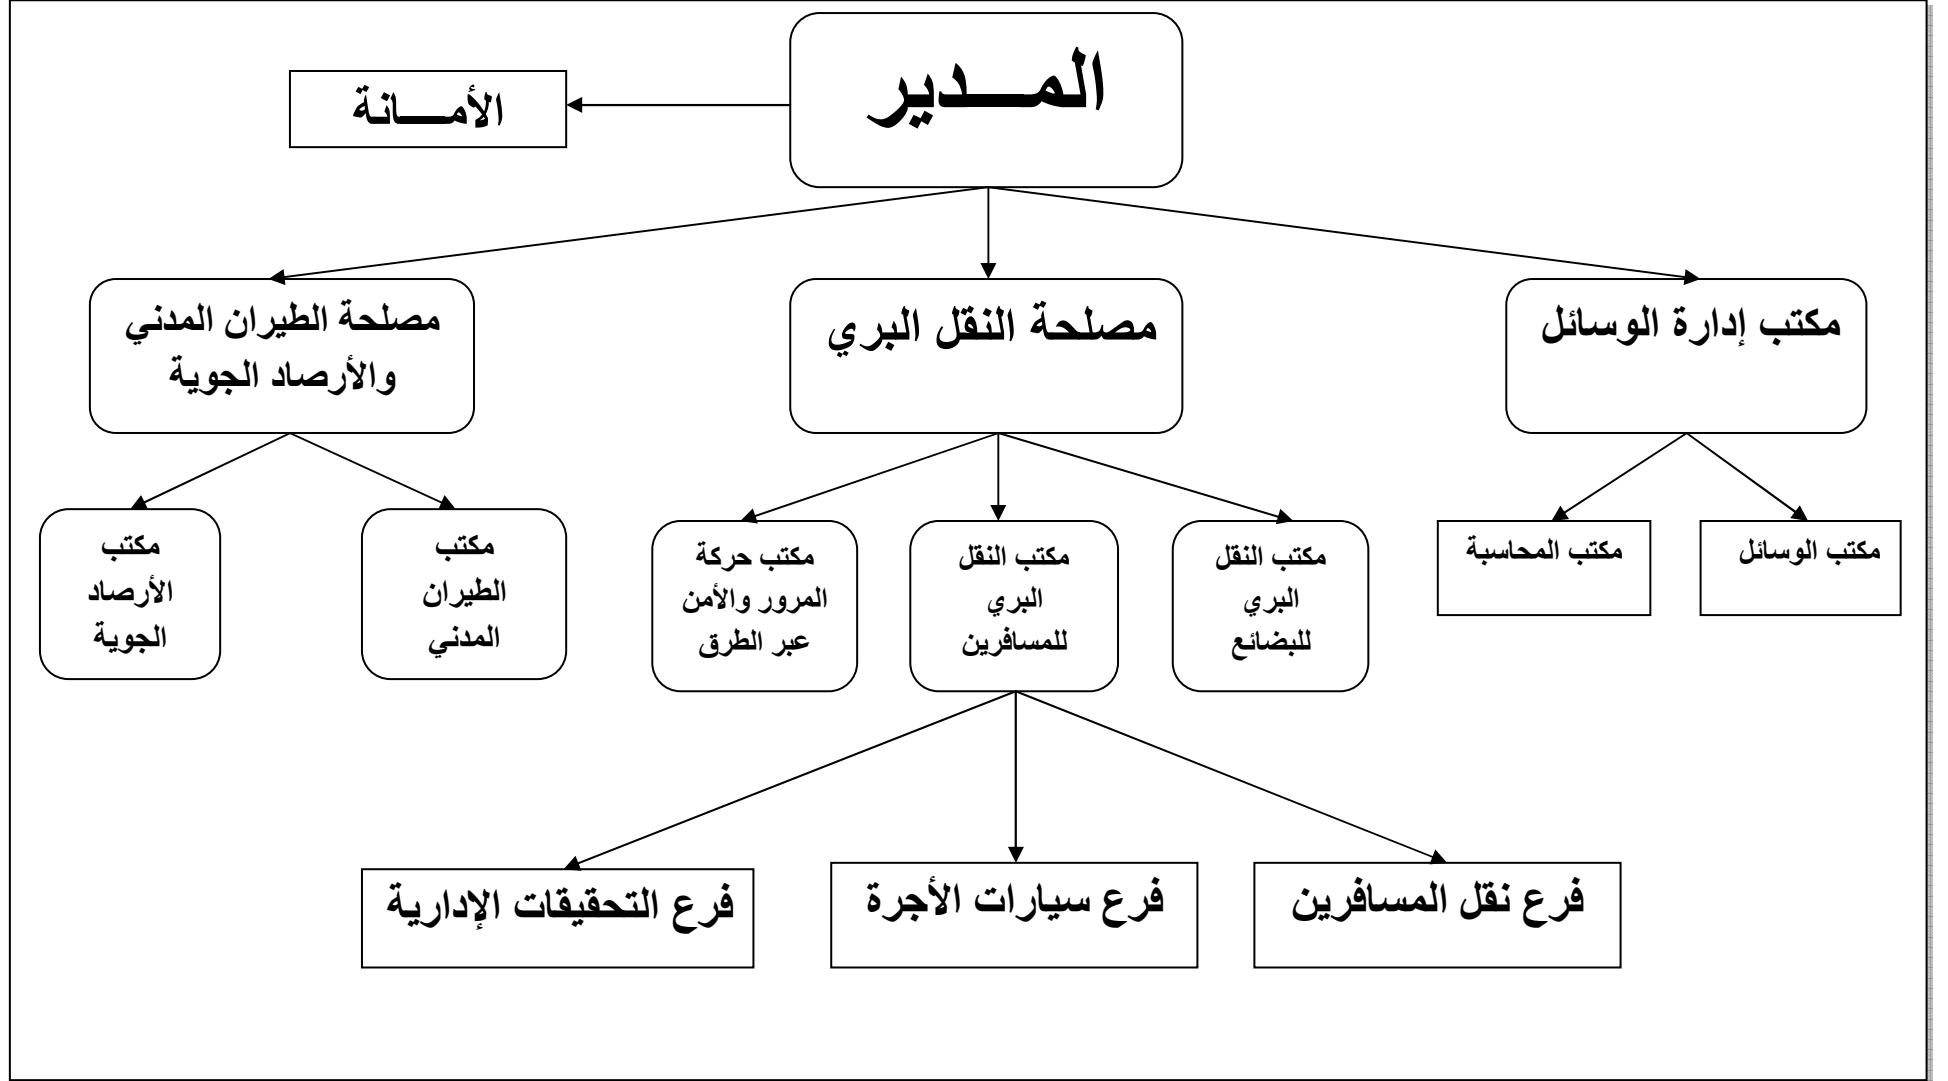 المـــدير
الأمـــانة
مكتب إدارة الوسائل
مصلحة النقل البري
مصلحة الطيران المدني
والأرصاد الجوية
مكتب الوسائل
مكتب المحاسبة
مكتب النقل
البري
للبضائع
مكتب النقل
البري
للمسافرين
مكتب حركة
المرور والأمن
عبر الطرق
مكتب
الطيران
المدني
مكتب
الأرصاد
الجوية
فرع نقل المسافرين
فرع سيارات الأجرة
فرع التحقيقات الإدارية